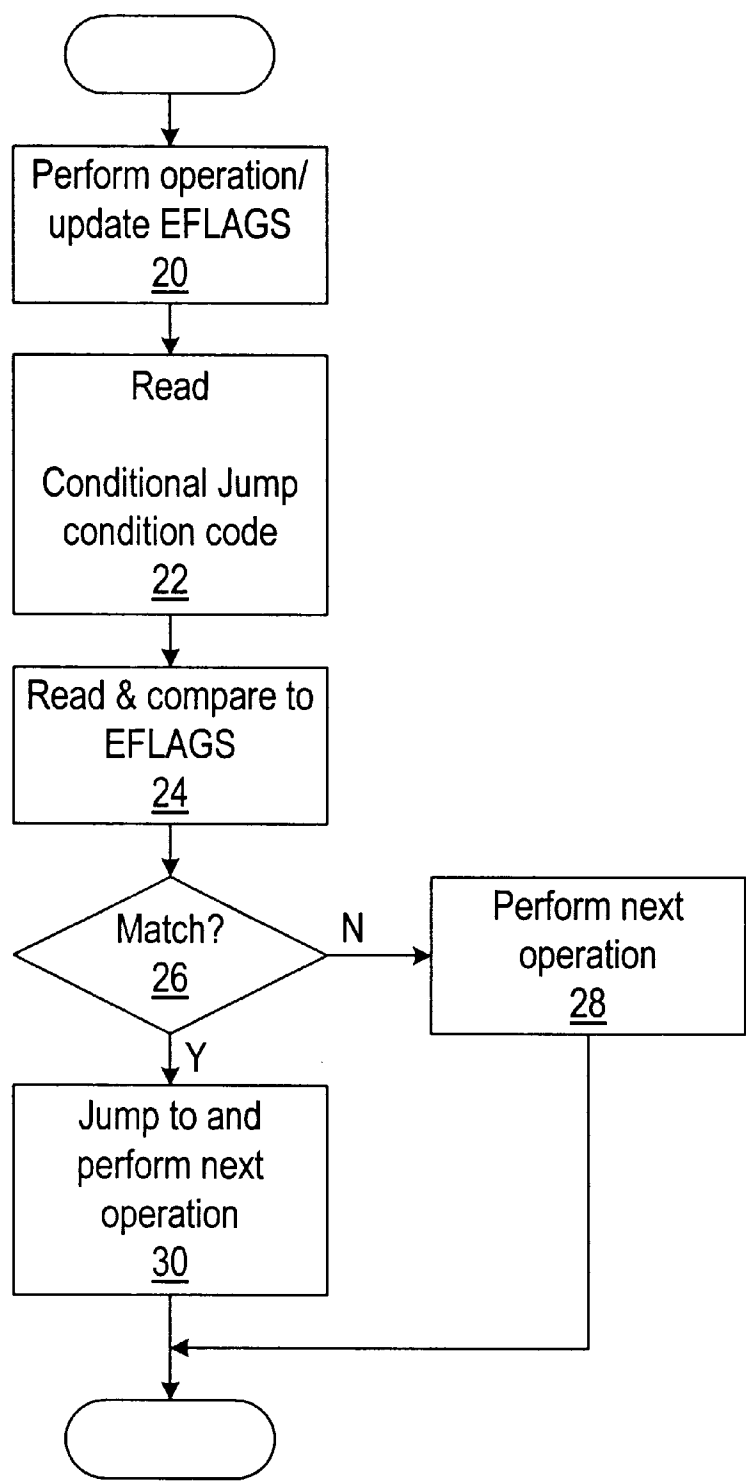 Perform operation/
update EFLAGS
20
Read
Conditional Jump
condition code
22
Read & compare to
EFLAGS
24
Match?
26
N
Y
Perform next
operation
28
Jump to and
perform next
operation
30